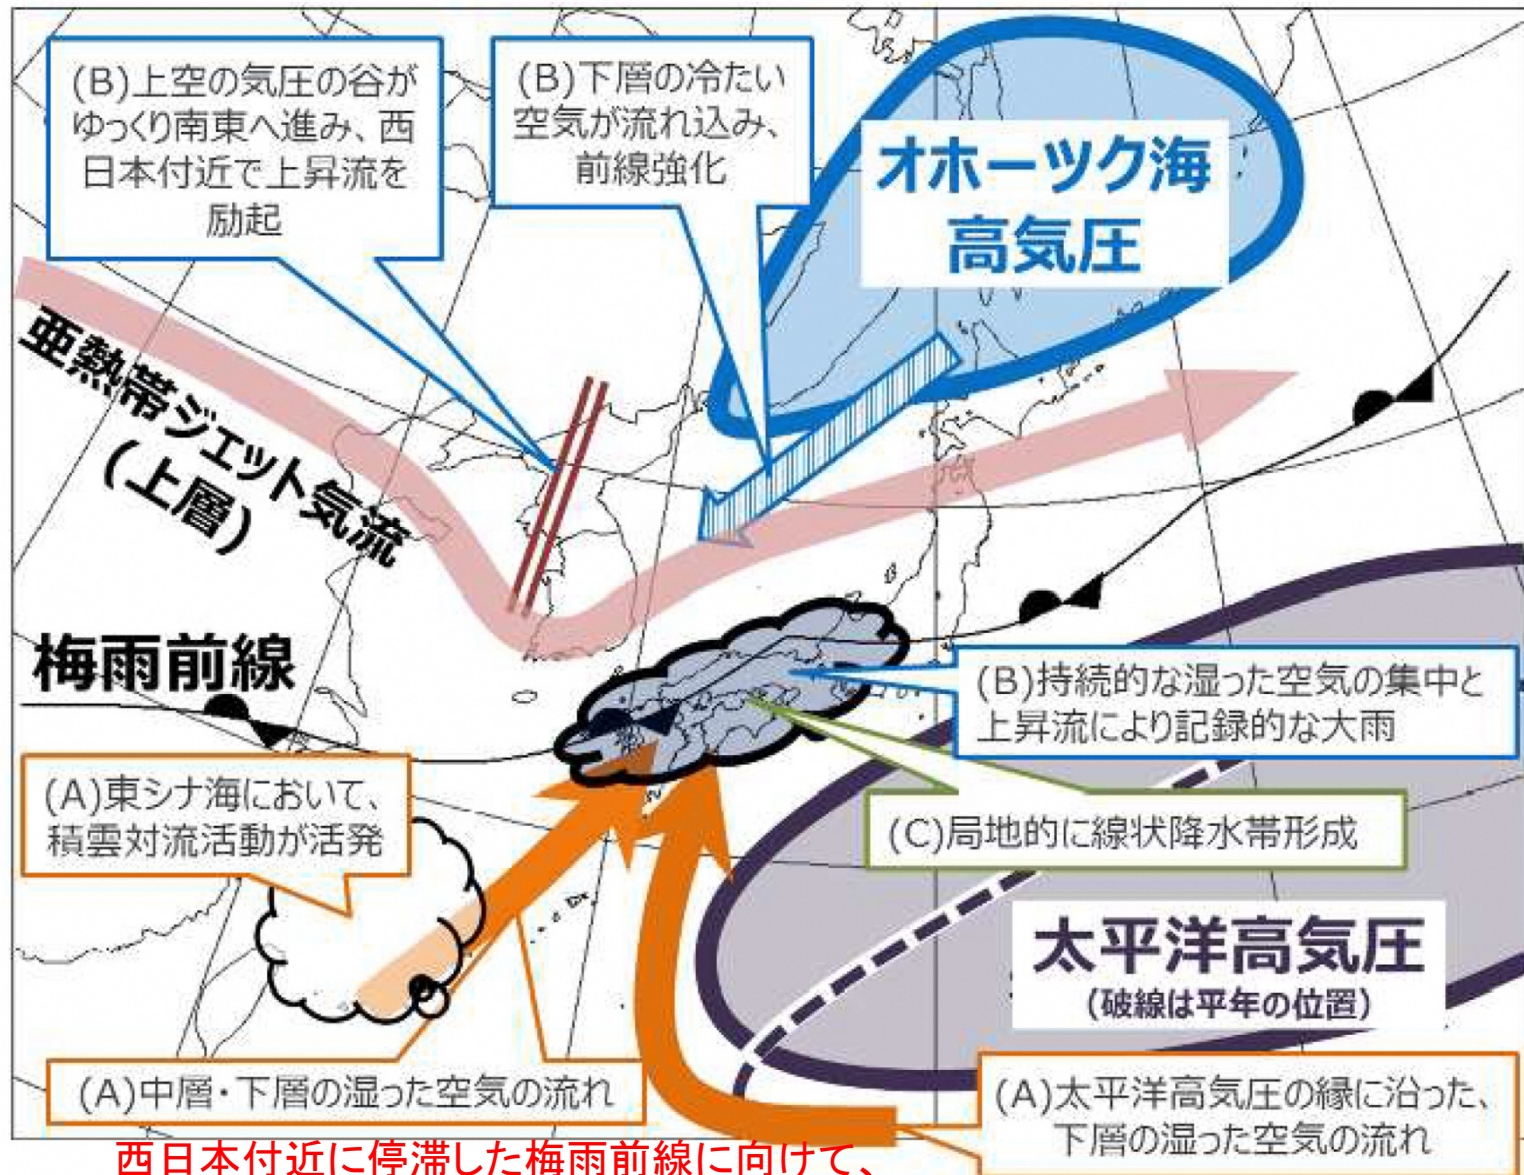 (B)上空の気圧の谷が
ゆっくり南東へ進み、西
日本付近で上昇流を
励起
(B)下層の冷たい
空気が流れ込み、
前線強化
オホーツク海
高気圧
亜熱帯ジェット気流
(上層)
梅雨前線
(B)持続的な湿った空気の集中と
上昇流により記録的な大雨
(A)東シナ海において、
積雲対流活動が活発
(C)局地的に線状降水帯形成
太平洋高気圧
(破線は平年の位置)
(A)中層・下層の湿った空気の流れ
(A)太平洋高気圧の縁に沿った、
下層の湿った空気の流れ
西日本付近に停滞した梅雨前線に向けて、